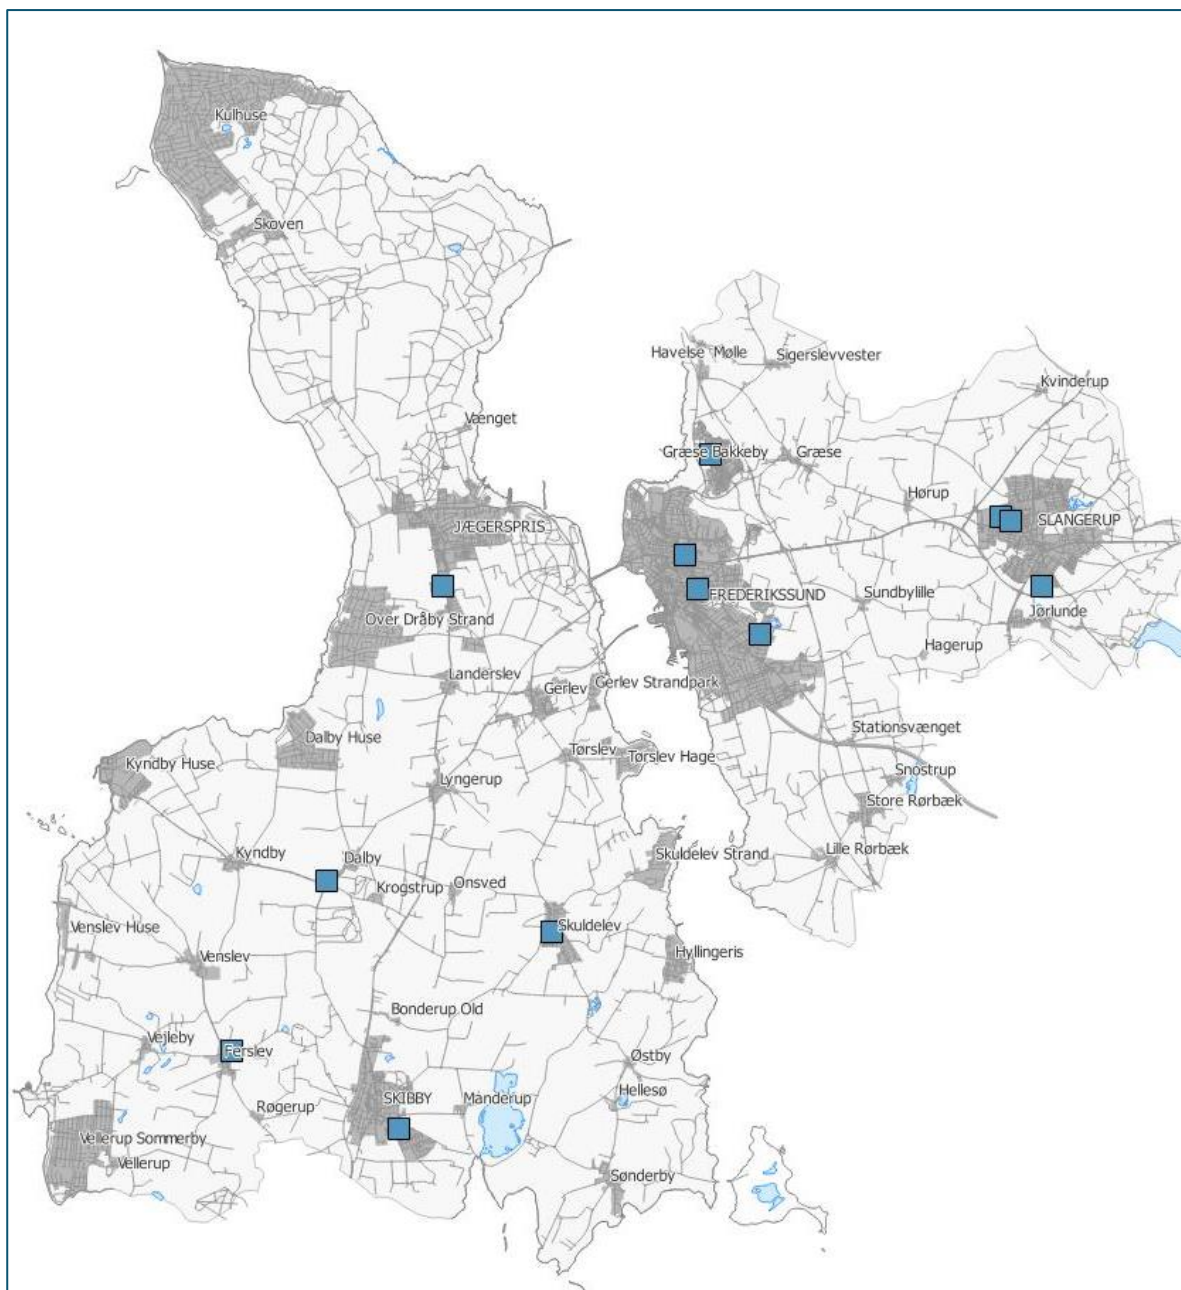 Kulhuse
Skoven
Havelse Mølle
Sigerslevvester
Kvinderup
Vænget
Græse Bakkeby
Græse
Hørup
JÆGERSPRIS
SLANGERUP
FREDERIKSSUND
Sundbylille
Jørlunde
Over Dråby Strand
Hagerup
Landerslev
Gerlev
Gerlev Strandpark
Dalby Huse
Stationsvænget
Kyndby Huse
Tørslev
Tørslev Hage
Snostrup
Lyngerup
Store Rørbæk
Kyndby
Dalby
Skuldelev Strand
Lille Rørbæk
Krogstrup
Onsved
Venslev Huse
Skuldelev
Venslev
Hyllingeris
Bonderup Old
Vejleby
Ferslev
Østby
Røgerup
SKIBBY
Manderup
Hellesø
Vellerup Sommerby
Vellerup
Sønderby